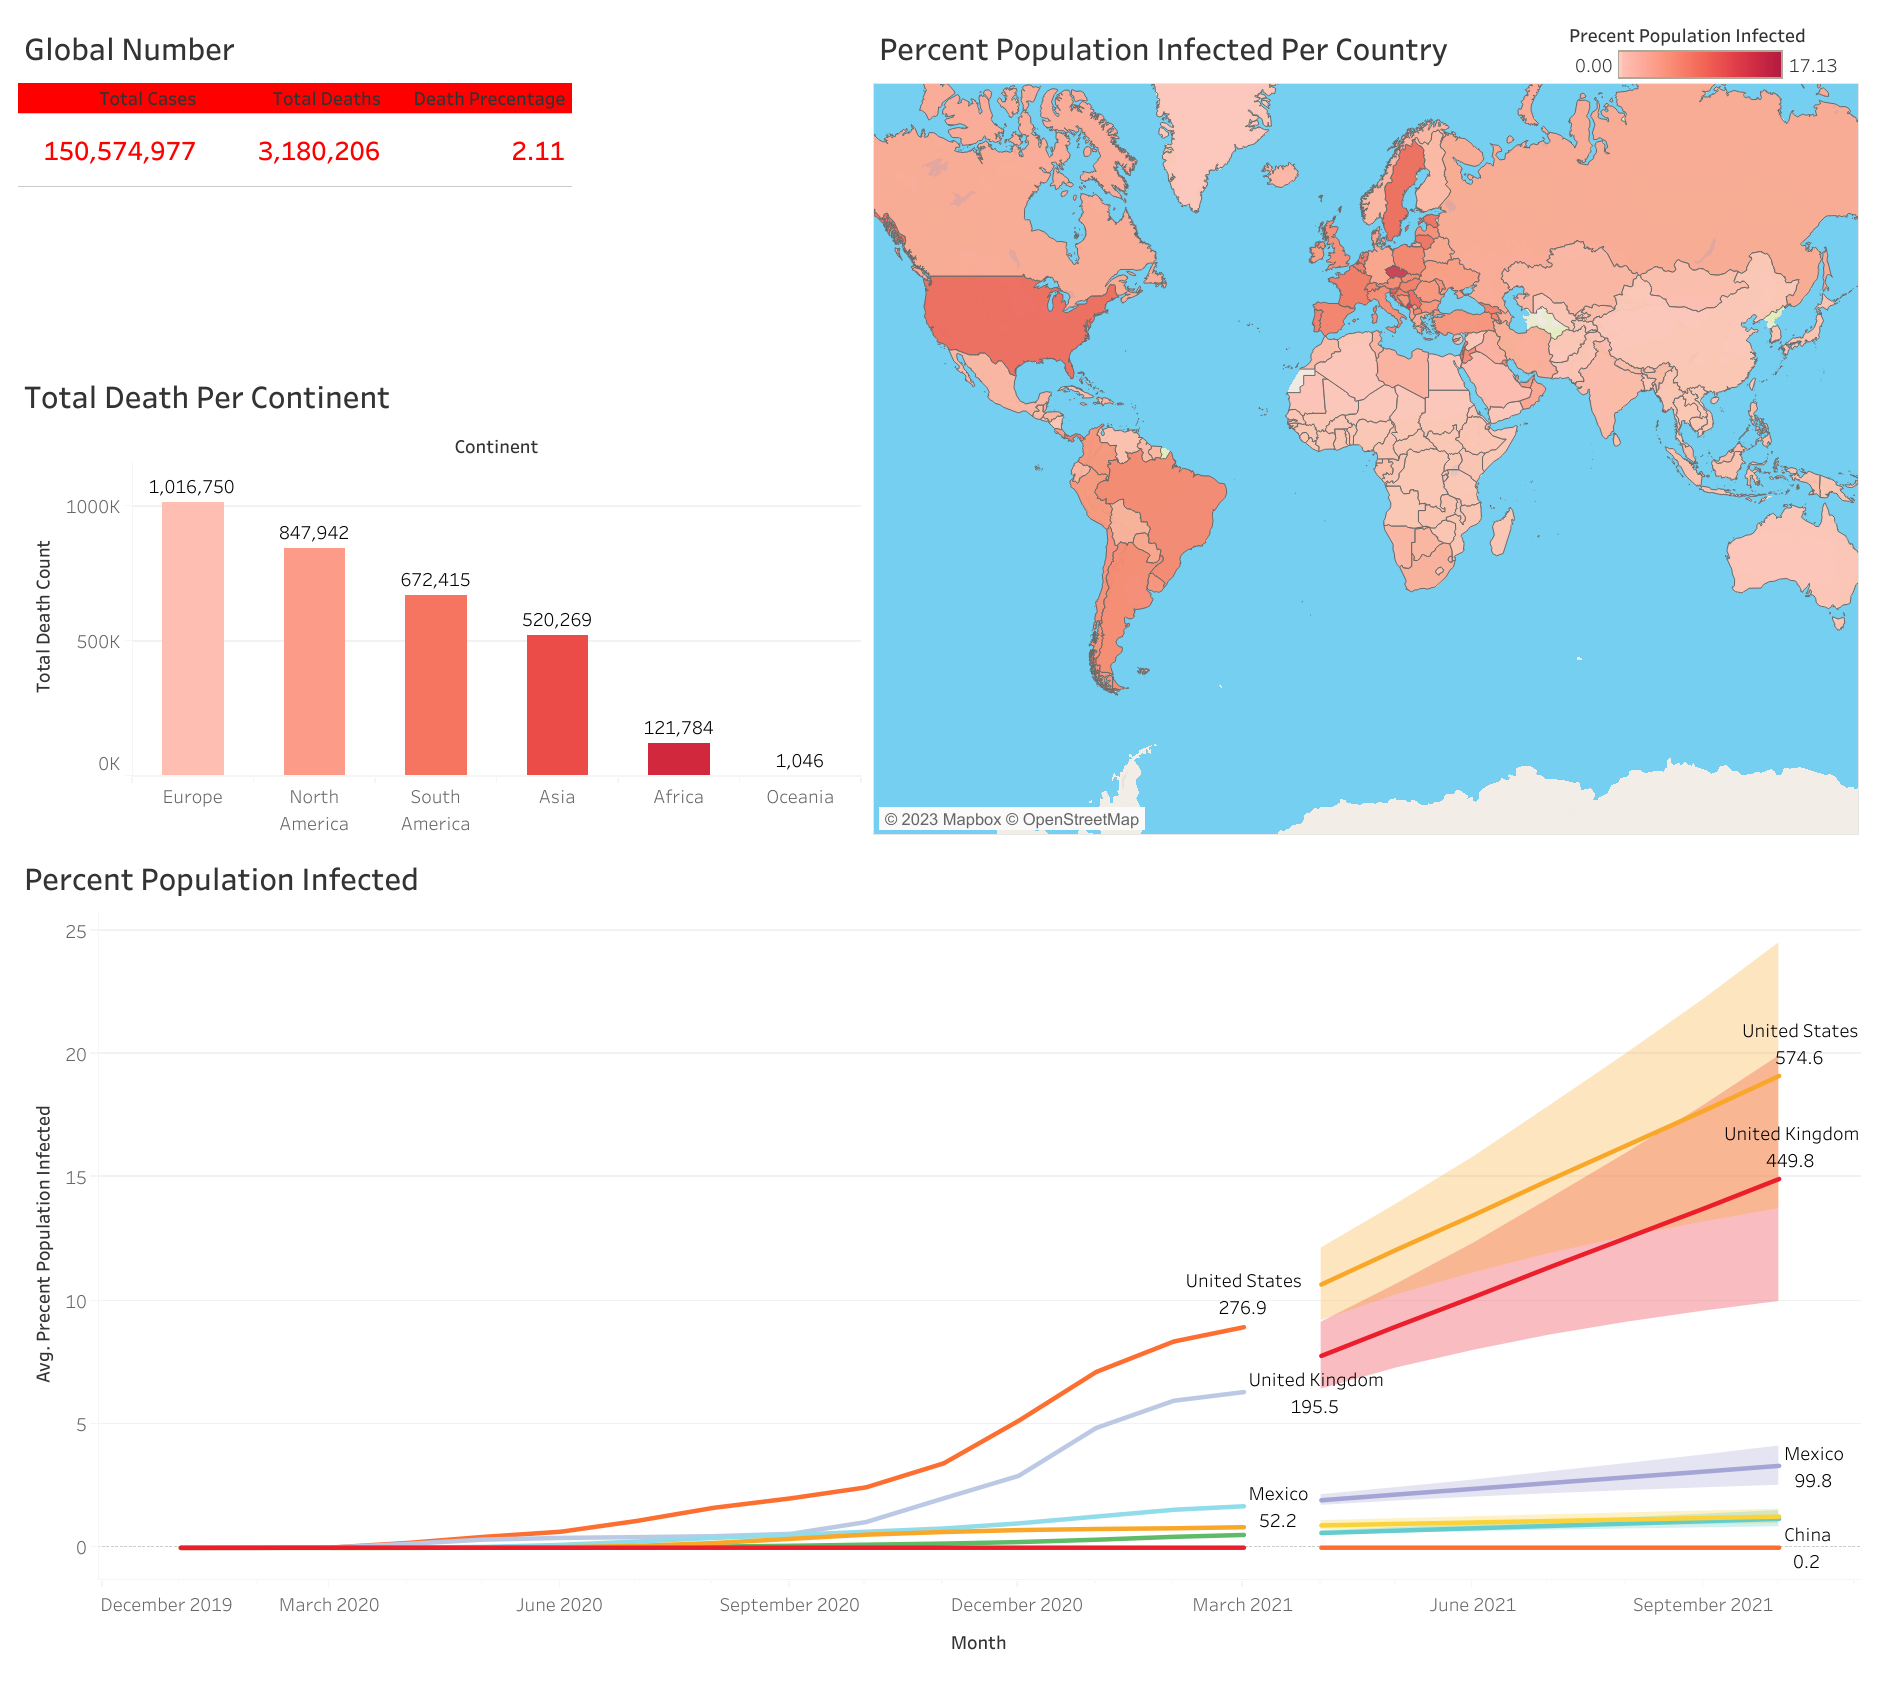 Global Number
Total Cases Total Deaths Death Precentage
150,574,977 3,180,206 2.11
Percent Population Infected Per Country
Precent Population Infected
0.00 17.13
© 2023 Mapbox © OpenStreetMap
Total Death Per Continent
Continent
Total Death Count
1000K
500K
0K
1,016,750
847,942
672,415
520,269
121,784
1,046
Europe
North
America
South
America
Asia
Africa
Oceania
Percent Population Infected
Avg. Precent Population Infected
25
20
15
10
5
0
United States
574.6
United Kingdom
449.8
United States
276.9
United Kingdom
195.5
Mexico
99.8
Mexico
52.2
China
0.2
December 2019 March 2020 June 2020 September 2020 December 2020 March 2021 June 2021 September 2021
Month